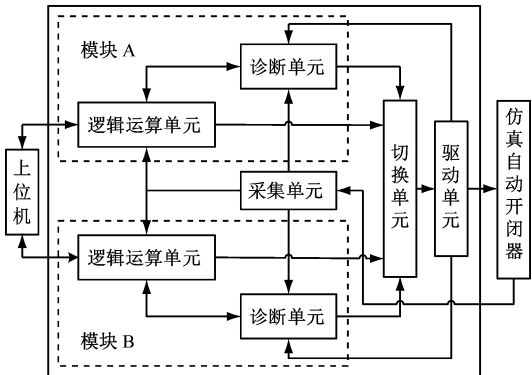 模块 A
诊断单元
逻辑运算单元
上位机
采集单元
切换单元
驱动单元
仿真自动开闭器
逻辑运算单元
诊断单元
模块 B